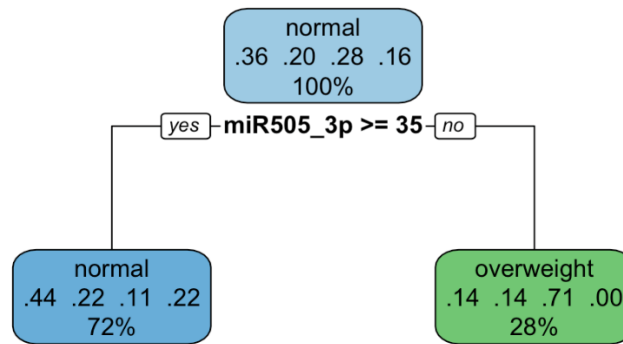 normal
.36 .20 .28 .16
100%
yes miR505_3p >= 35 no
normal
.44 .22 .11 .22
72%
overweight
.14 .14 .71 .00
28%